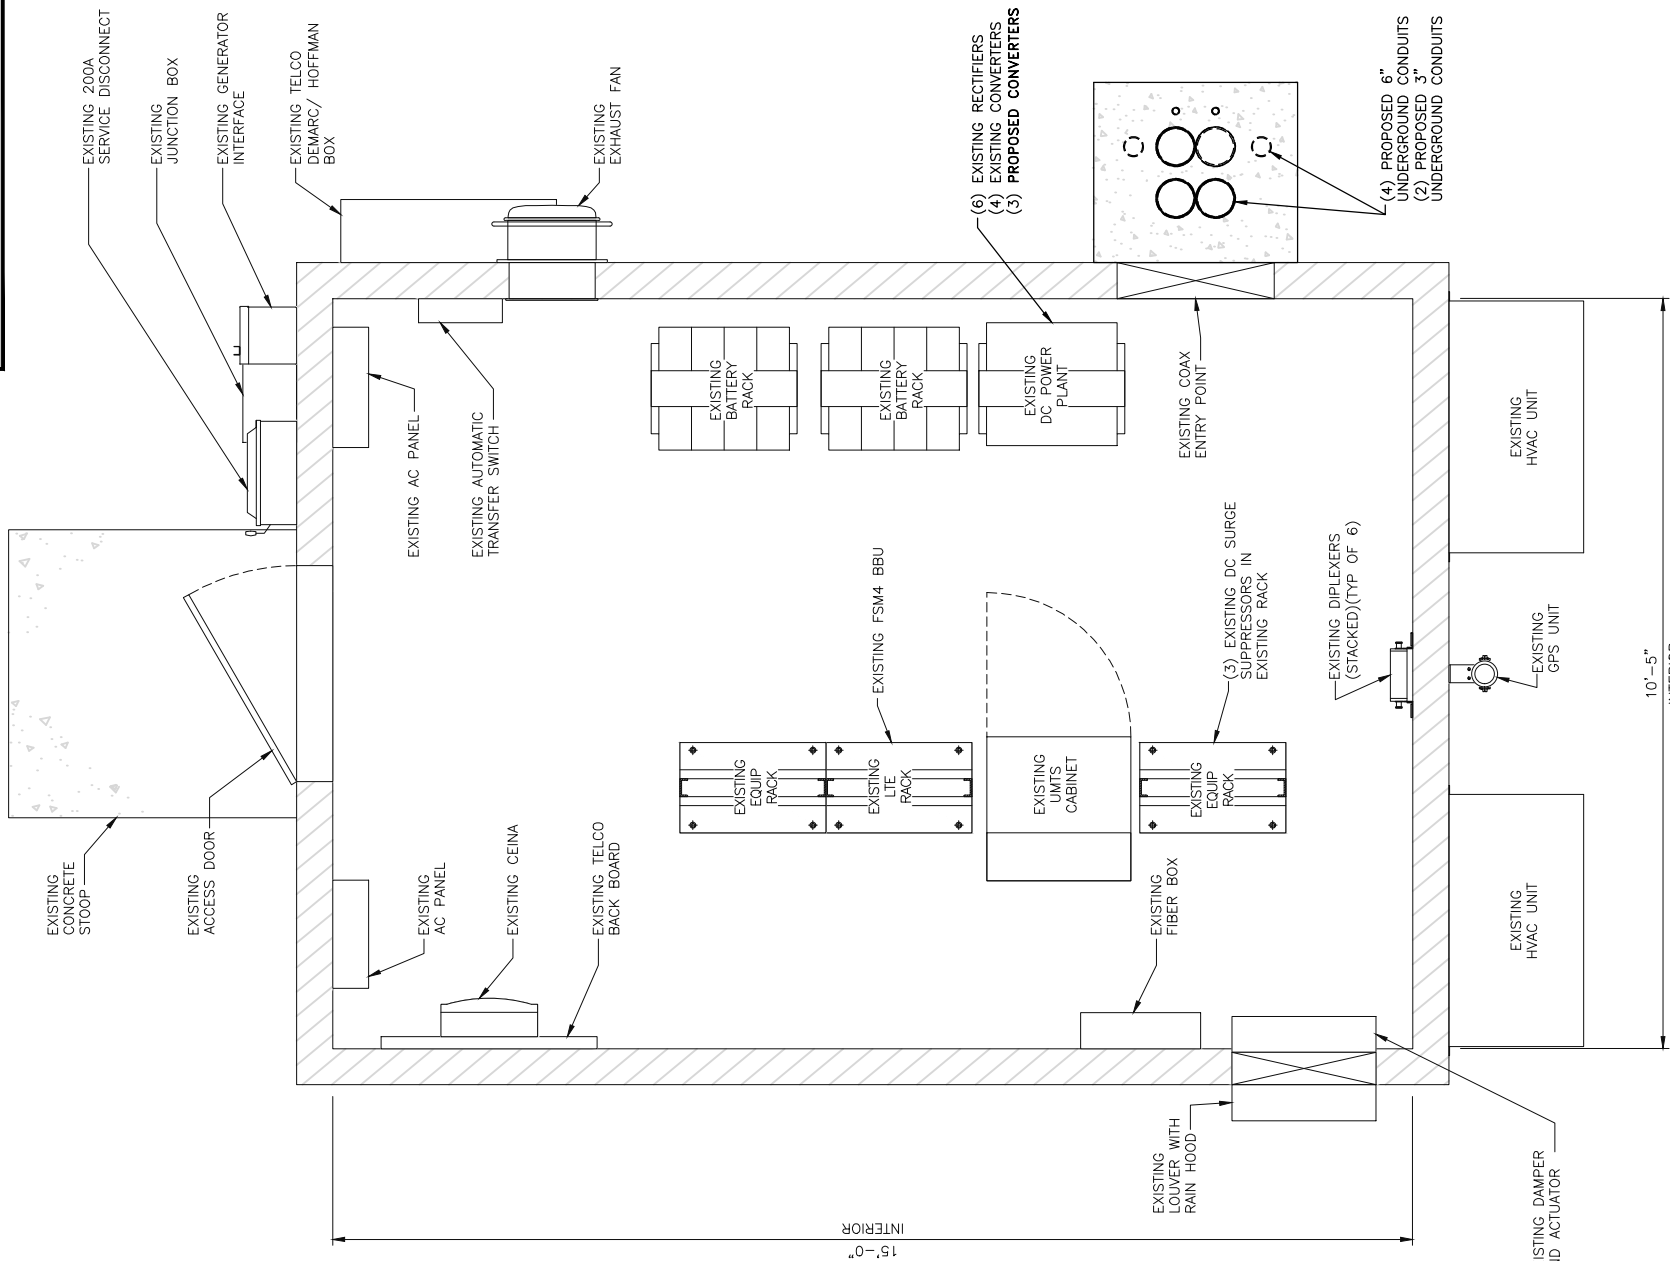 EXISTING 200A
SERVICE DISCONNECT
EXISTING
JUNCTION BOX
EXISTING GENERATOR
INTERFACE
EXISTING TELCO
DEMARC/ HOFFMAN
BOX
EXISTING
EXHAUST FAN
(6) EXISTING RECTIFIERS
(4) EXISTING CONVERTERS
(3) PROPOSED CONVERTERS
(4) PROPOSED 6"
UNDERGROUND CONDUITS
(2) PROPOSED 3"
UNDERGROUND CONDUITS
EXISTING AC PANEL
EXISTING AUTOMATIC
TRANSFER SWITCH
EXISTING
BATTERY
RACK
EXISTING
BATTERY
RACK
EXISTING
DC POWER
PLANT
EXISTING COAX
ENTRY POINT
EXISTING
HVAC UNIT
EXISTING FSM4 BBU
(3) EXISTING DC SURGE
SUPPRESSORS IN
EXISTING RACK
EXISTING DIPLEXERS
(STACKED)(TYP OF 6)
EXISTING
GPS UNIT
10'-5"
EXISTING
EQUIP
RACK
EXISTING
LTE
RACK
EXISTING
UMTS
CABINET
EXISTING
EQUIP
RACK
EXISTING
CONCRETE
STOOP
EXISTING
ACCESS DOOR
EXISTING
AC PANEL
EXISTING CEINA
EXISTING TELCO
BACK BOARD
EXISTING
FIBER BOX
EXISTING
HVAC UNIT
EXISTING
LOUVER WITH
RAIN HOOD
ISTING DAMPER
ND ACTUATOR
15'-0"
INTERIOR